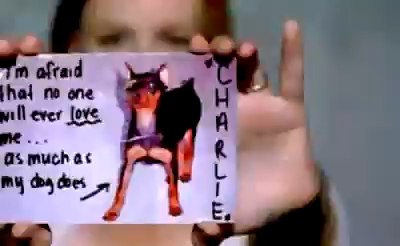 I'm afraid
that no one
will ever love
me...
as much as
my dog does
"CHARLIE"